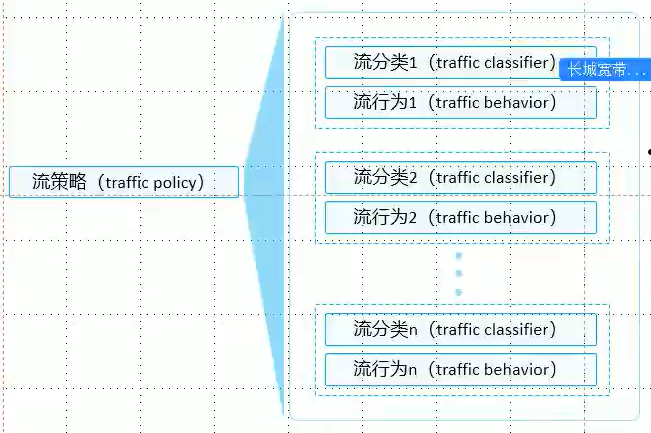 流分类1（traffic classifier）
长城宽带...
流行为1（traffic behavior）
流策略（traffic policy）
流分类2（traffic classifier）
流行为2（traffic behavior）
流分类n（traffic classifier）
流行为n（traffic behavior）